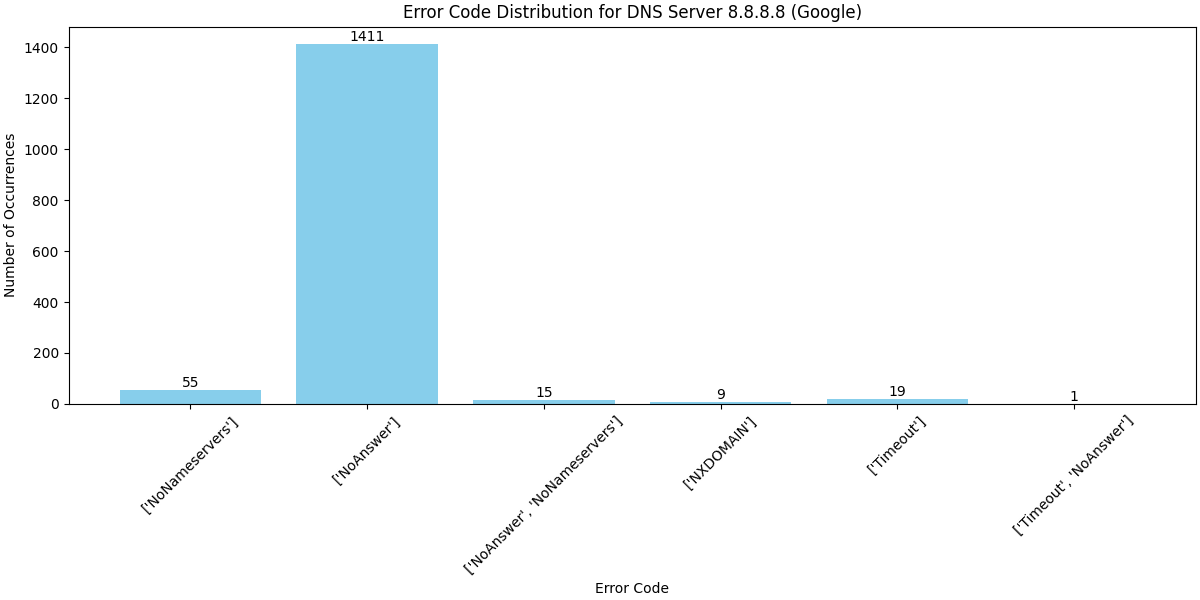 Error Code Distribution for DNS Server 8.8.8.8 (Google)
Number of Occurrences
1400
1200
1000
800
600
400
200
0
55
1411
15
9
19
1
['NoNameservers']
['NoAnswer']
['NoAnswer', 'NoNameservers']
['NXDOMAIN']
['Timeout']
['Timeout', 'NoAnswer']
Error Code